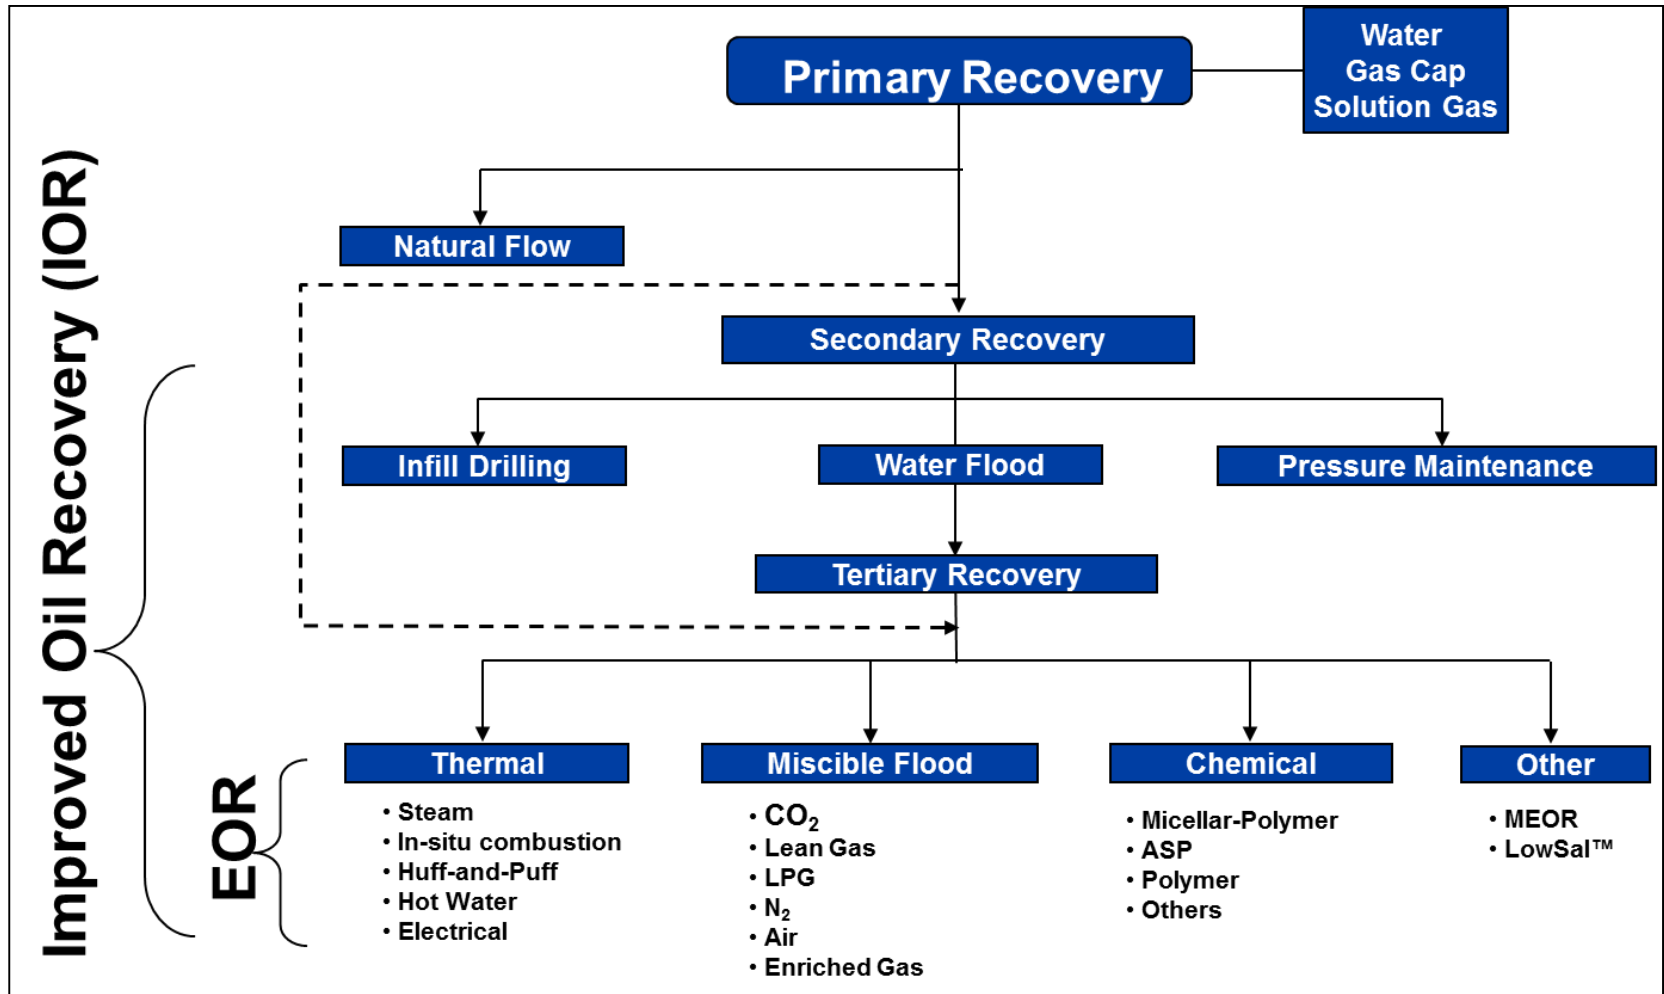 Water
Gas Cap
Solution Gas
Primary Recovery
Natural Flow
Secondary Recovery
Infill Drilling
Water Flood
Pressure Maintenance
Tertiary Recovery
Improved Oil Recovery (IOR)
EOR
Thermal
• Steam
• In-situ combustion
• Huff-and-Puff
• Hot Water
• Electrical
Miscible Flood
• CO₂
• Lean Gas
• LPG
• N₂
• Air
• Enriched Gas
Chemical
• Micellar-Polymer
• ASP
• Polymer
• Others
Other
• MEOR
• LowSal™